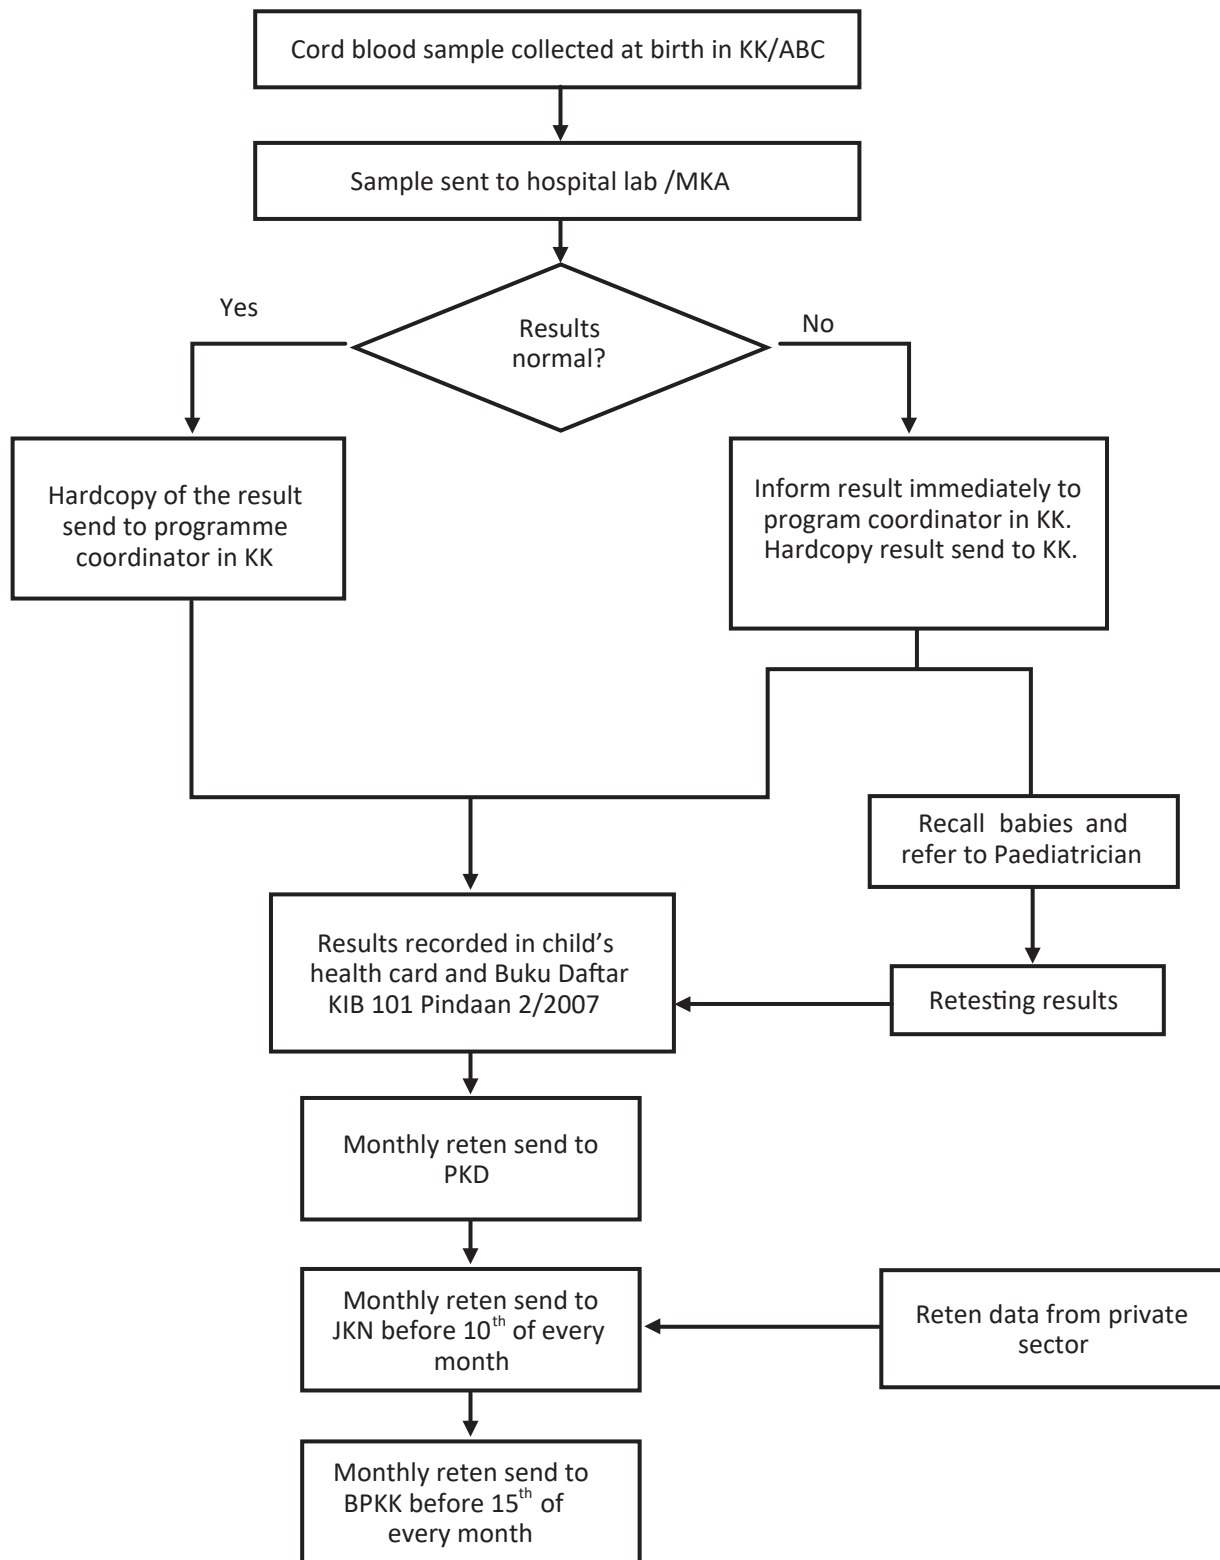 Cord blood sample collected at birth in KK/ABC
Sample sent to hospital lab /MKA
Results
normal?
Yes
No
Hardcopy of the result
send to programme
coordinator in KK
Inform result immediately to
program coordinator in KK.
Hardcopy result send to KK.
Recall babies and
refer to Paediatrician
Results recorded in child’s
health card and Buku Daftar
KIB 101 Pindaan 2/2007
Retesting results
Monthly reten send to
PKD
Monthly reten send to
JKN before 10th of every
month
Reten data from private
sector
Monthly reten send to
BPKK before 15th of
every month